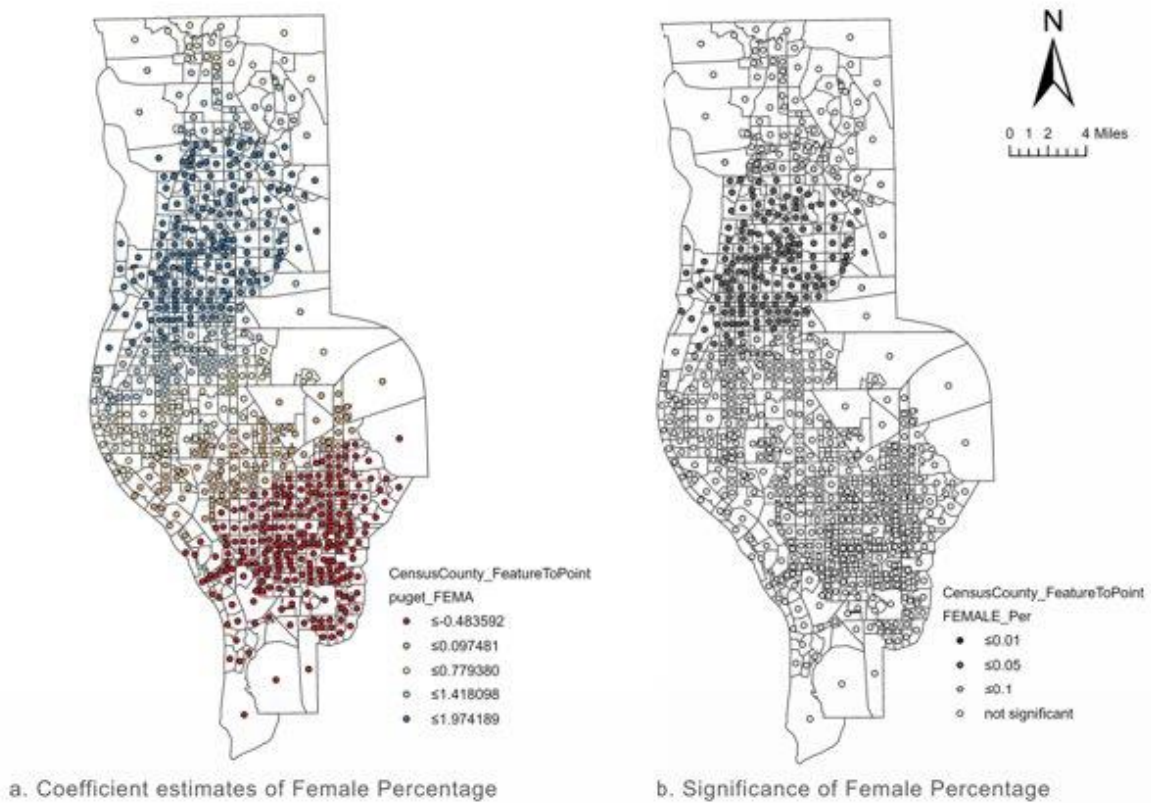 N
0 1 2 4 Miles
CensusCounty_FeatureToPoint
puget_FEMA
≤-0.483592
≤0.097481
≤0.779380
≤1.418098
≤1.974189
CensusCounty_FeatureToPoint
FEMALE_Per
≤0.01
≤0.05
≤0.1
not significant
a. Coefficient estimates of Female Percentage
b. Significance of Female Percentage